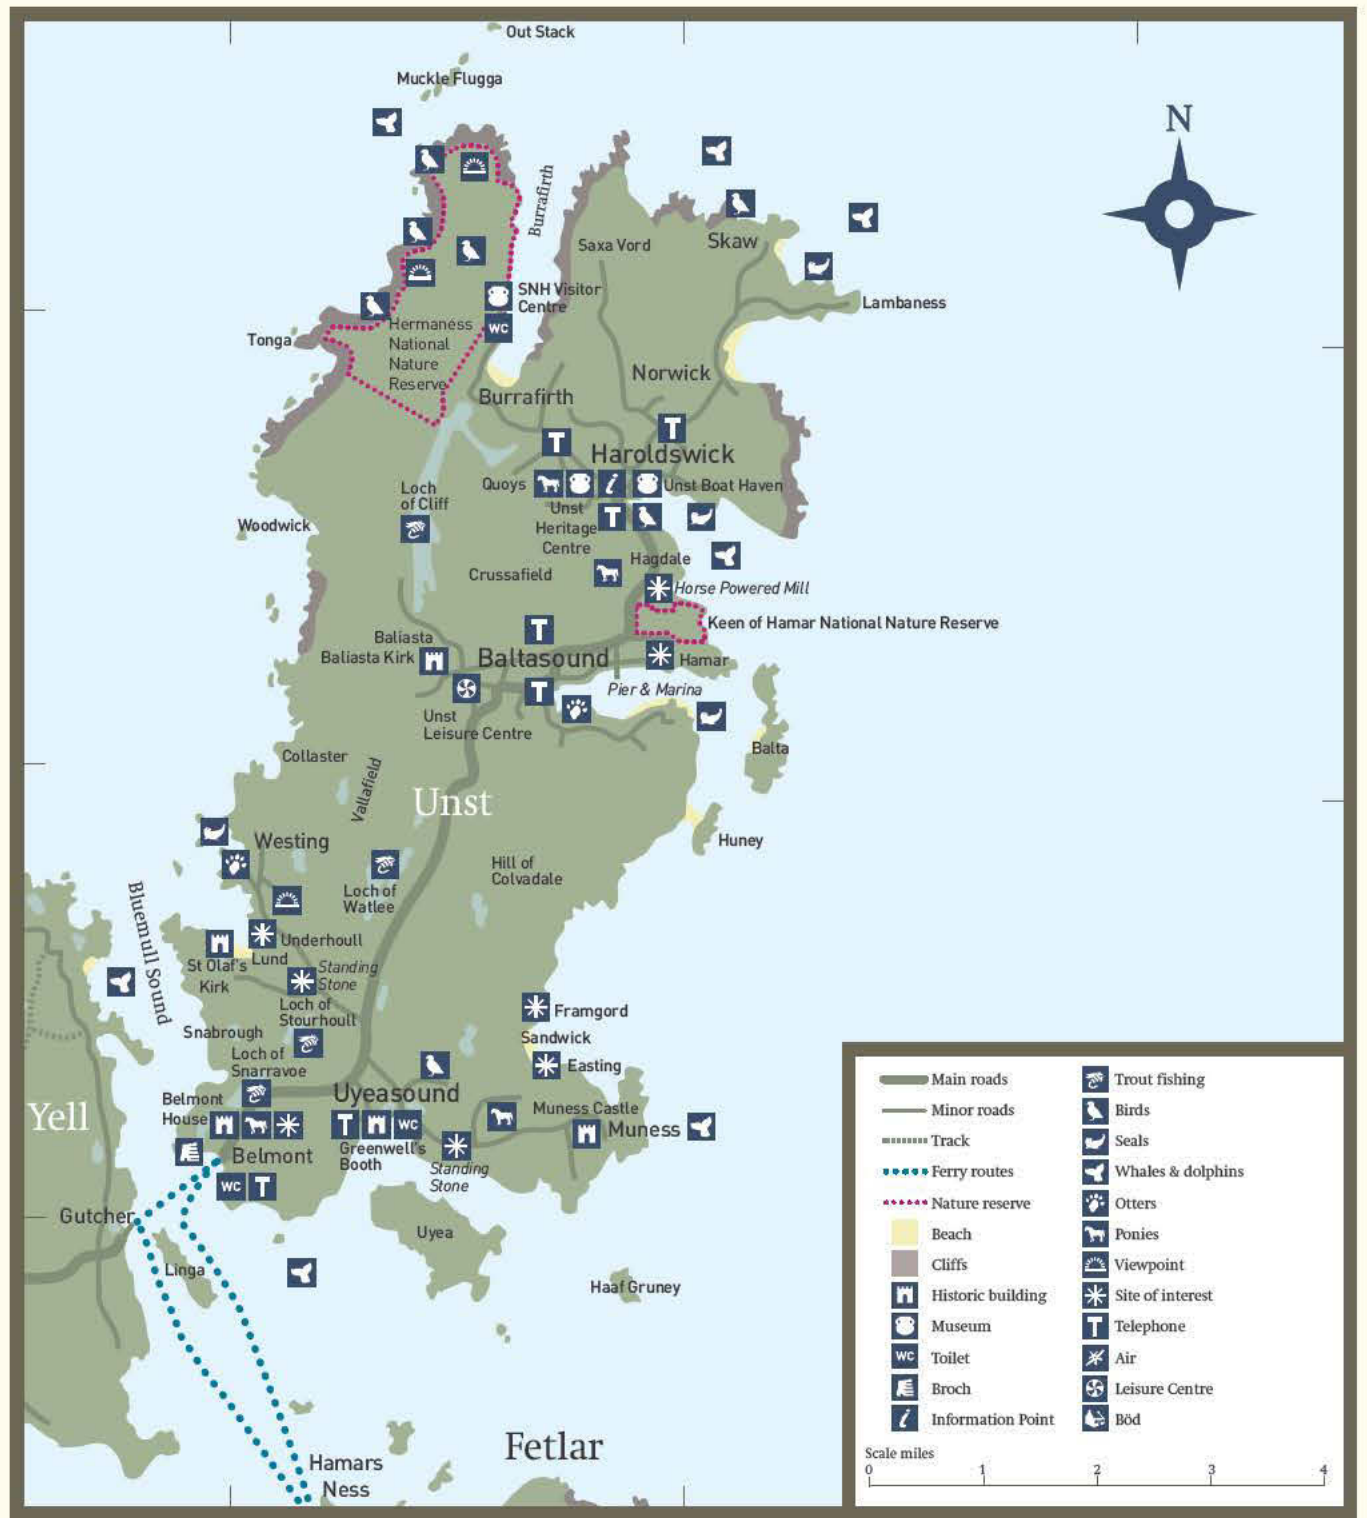 Out Stack
Muckle Flugga
N
Burrafirth
Saxa Vord
Skaw
SNH Visitor
Centre
WC
Lambaness
Hermaness
National
Nature
Reserve
Tonga
Norwick
Burrafirth
T
T
Haroldswick
Quoys
i
Unst Boat Haven
Loch
of Cliff
Unst
Heritage
Centre
T
Woodwick
Hagdale
Crussafield
Horse Powered Mill
Keen of Hamar National Nature Reserve
T
Baliasta
Baliasta Kirk
Baltasound
Hamar
T
Pier & Marina
Unst
Leisure Centre
Balta
Collaster
Vallafield
Unst
Huney
Westing
Hill of
Colvadale
Loch of
Watlee
Bluemull Sound
Underhoull
Lund
St Olaf's
Kirk
Standing
Stone
Loch of
Stourhoull
Framgord
Snabrough
Sandwick
Loch of
Snarravoe
Easting
Uyeasound
Yell
Belmont
House
Muness Castle
T
WC
Muness
Greenwell's
Booth
Belmont
Standing
Stone
WC
T
Gutcher
Uyea
Linga
Haaf Gruney
Fetlar
Hamars
Ness
Main roads
Minor roads
Track
Ferry routes
Nature reserve
Beach
Cliffs
Historic building
Museum
WC Toilet
Broch
i Information Point
Trout fishing
Birds
Seals
Whales & dolphins
Otters
Ponies
Viewpoint
Site of interest
T Telephone
Air
Leisure Centre
Böd
Scale miles
0 1 2 3 4